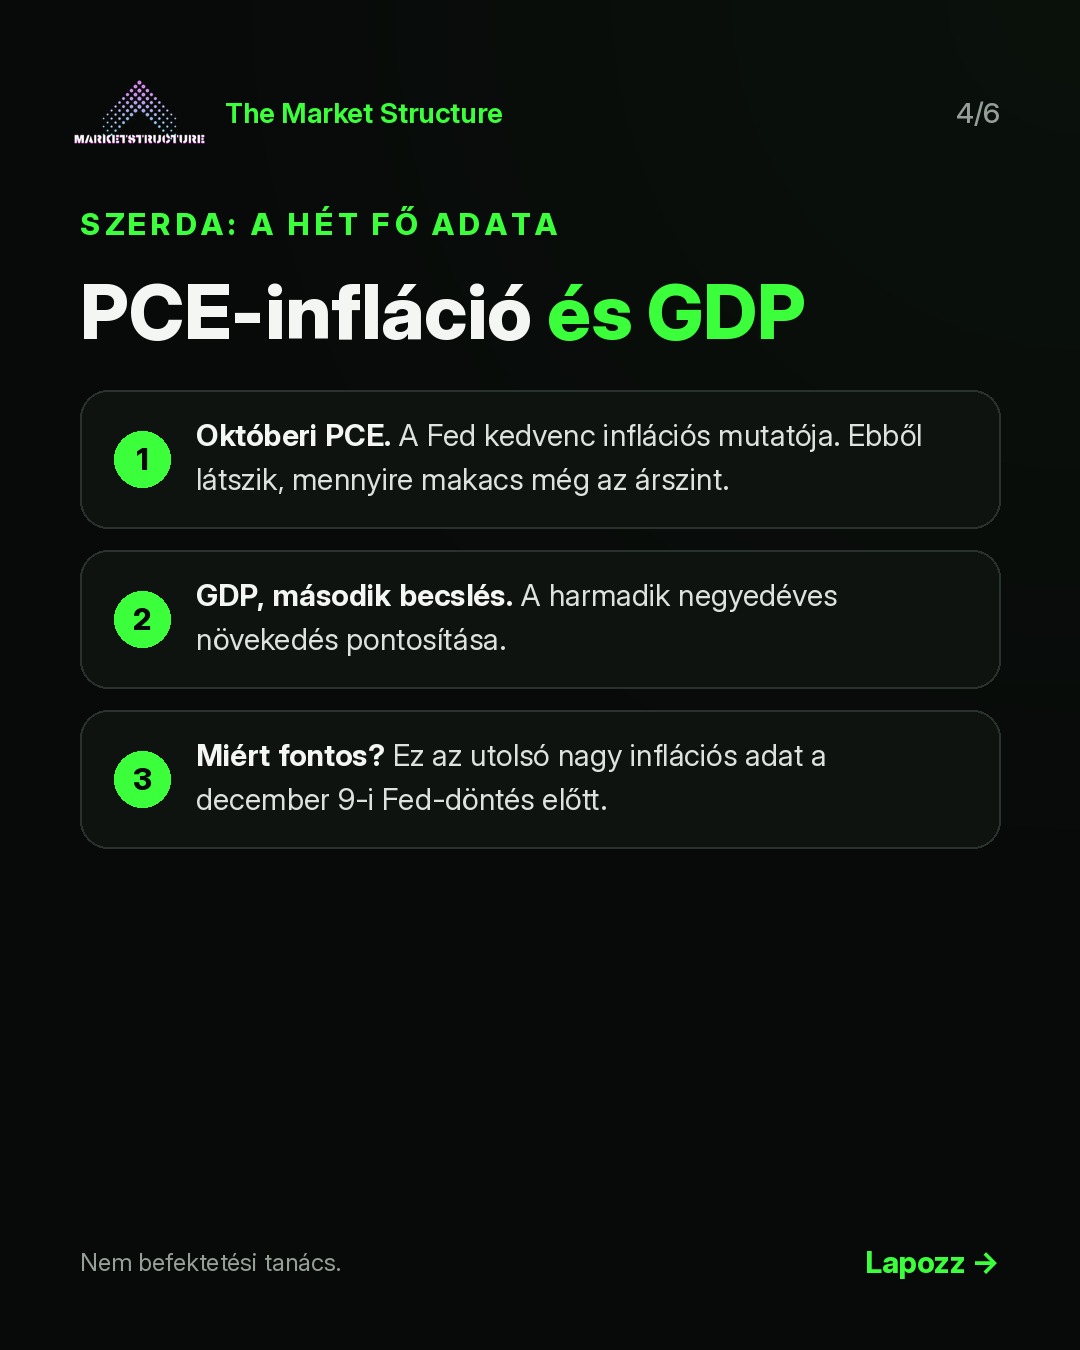 MARKETSTRUCTURE
The Market Structure
4/6
SZERDA: A HÉT FŐ ADATA
PCE-infláció és GDP
1
Októberi PCE. A Fed kedvenc inflációs mutatója. Ebből
látszik, mennyire makacs még az árszint.
2
GDP, második becslés. A harmadik negyedéves
növekedés pontosítása.
3
Miért fontos? Ez az utolsó nagy inflációs adat a
december 9-i Fed-döntés előtt.
Nem befektetési tanács.
Lapozz →